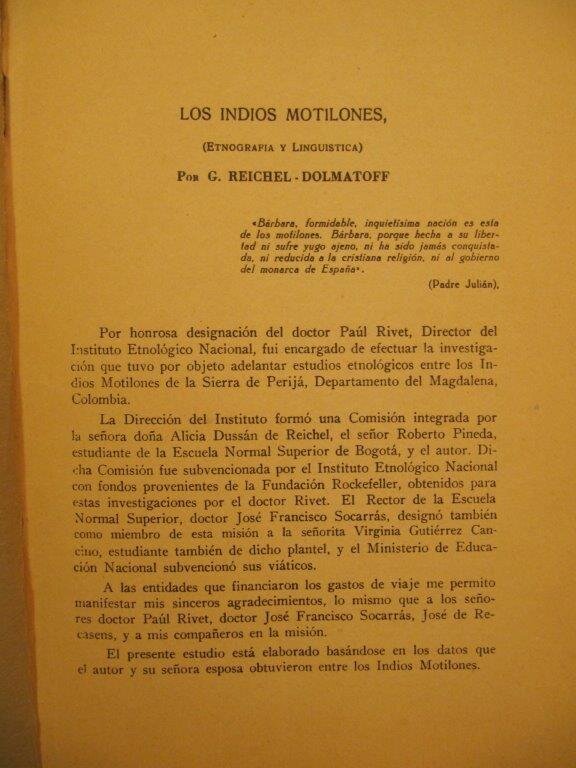 LOS INDIOS MOTILONES,
(ETNOGRAFIA Y LINGUISTICA)
POR G. REICHEL - DOLMATOFF
«Bárbara, formidable, inquietísima nación es esta
de los motilones. Bárbara, porque hecha a su liber-
tad ni sufre yugo ajeno, ni ha sido jamás conquista-
da, ni reducida a la cristiana religión, ni al gobierno
del monarca de España».
(Padre Julián),
Por honrosa designación del doctor Paúl Rivet, Director del
Instituto Etnológico Nacional, fui encargado de efectuar la investiga-
ción que tuvo por objeto adelantar estudios etnológicos entre los In-
dios Motilones de la Sierra de Perijá, Departamento del Magdalena,
Colombia.
La Dirección del Instituto formó una Comisión integrada por
la señora doña Alicia Dussán de Reichel, el señor Roberto Pineda,
estudiante de la Escuela Normal Superior de Bogotá, y el autor. Di-
cha Comisión fue subvencionada por el Instituto Etnológico Nacional
con fondos provenientes de la Fundación Rockefeller, obtenidos para
estas investigaciones por el doctor Rivet. El Rector de la Escuela
Normal Superior, doctor José Francisco Socarrás, designó también
como miembro de esta misión a la señorita Virginia Gutiérrez Can-
cino, estudiante también de dicho plantel, y el Ministerio de Educa-
ción Nacional subvencionó sus viáticos.
A las entidades que financiaron los gastos de viaje me permito
manifestar mis sinceros agradecimientos, lo mismo que a los seño-
res doctor Paúl Rivet, doctor José Francisco Socarrás, José de Re-
casens, y a mis compañeros en la misión.
El presente estudio está elaborado basándose en los datos que
el autor y su señora esposa obtuvieron entre los Indios Motilones.